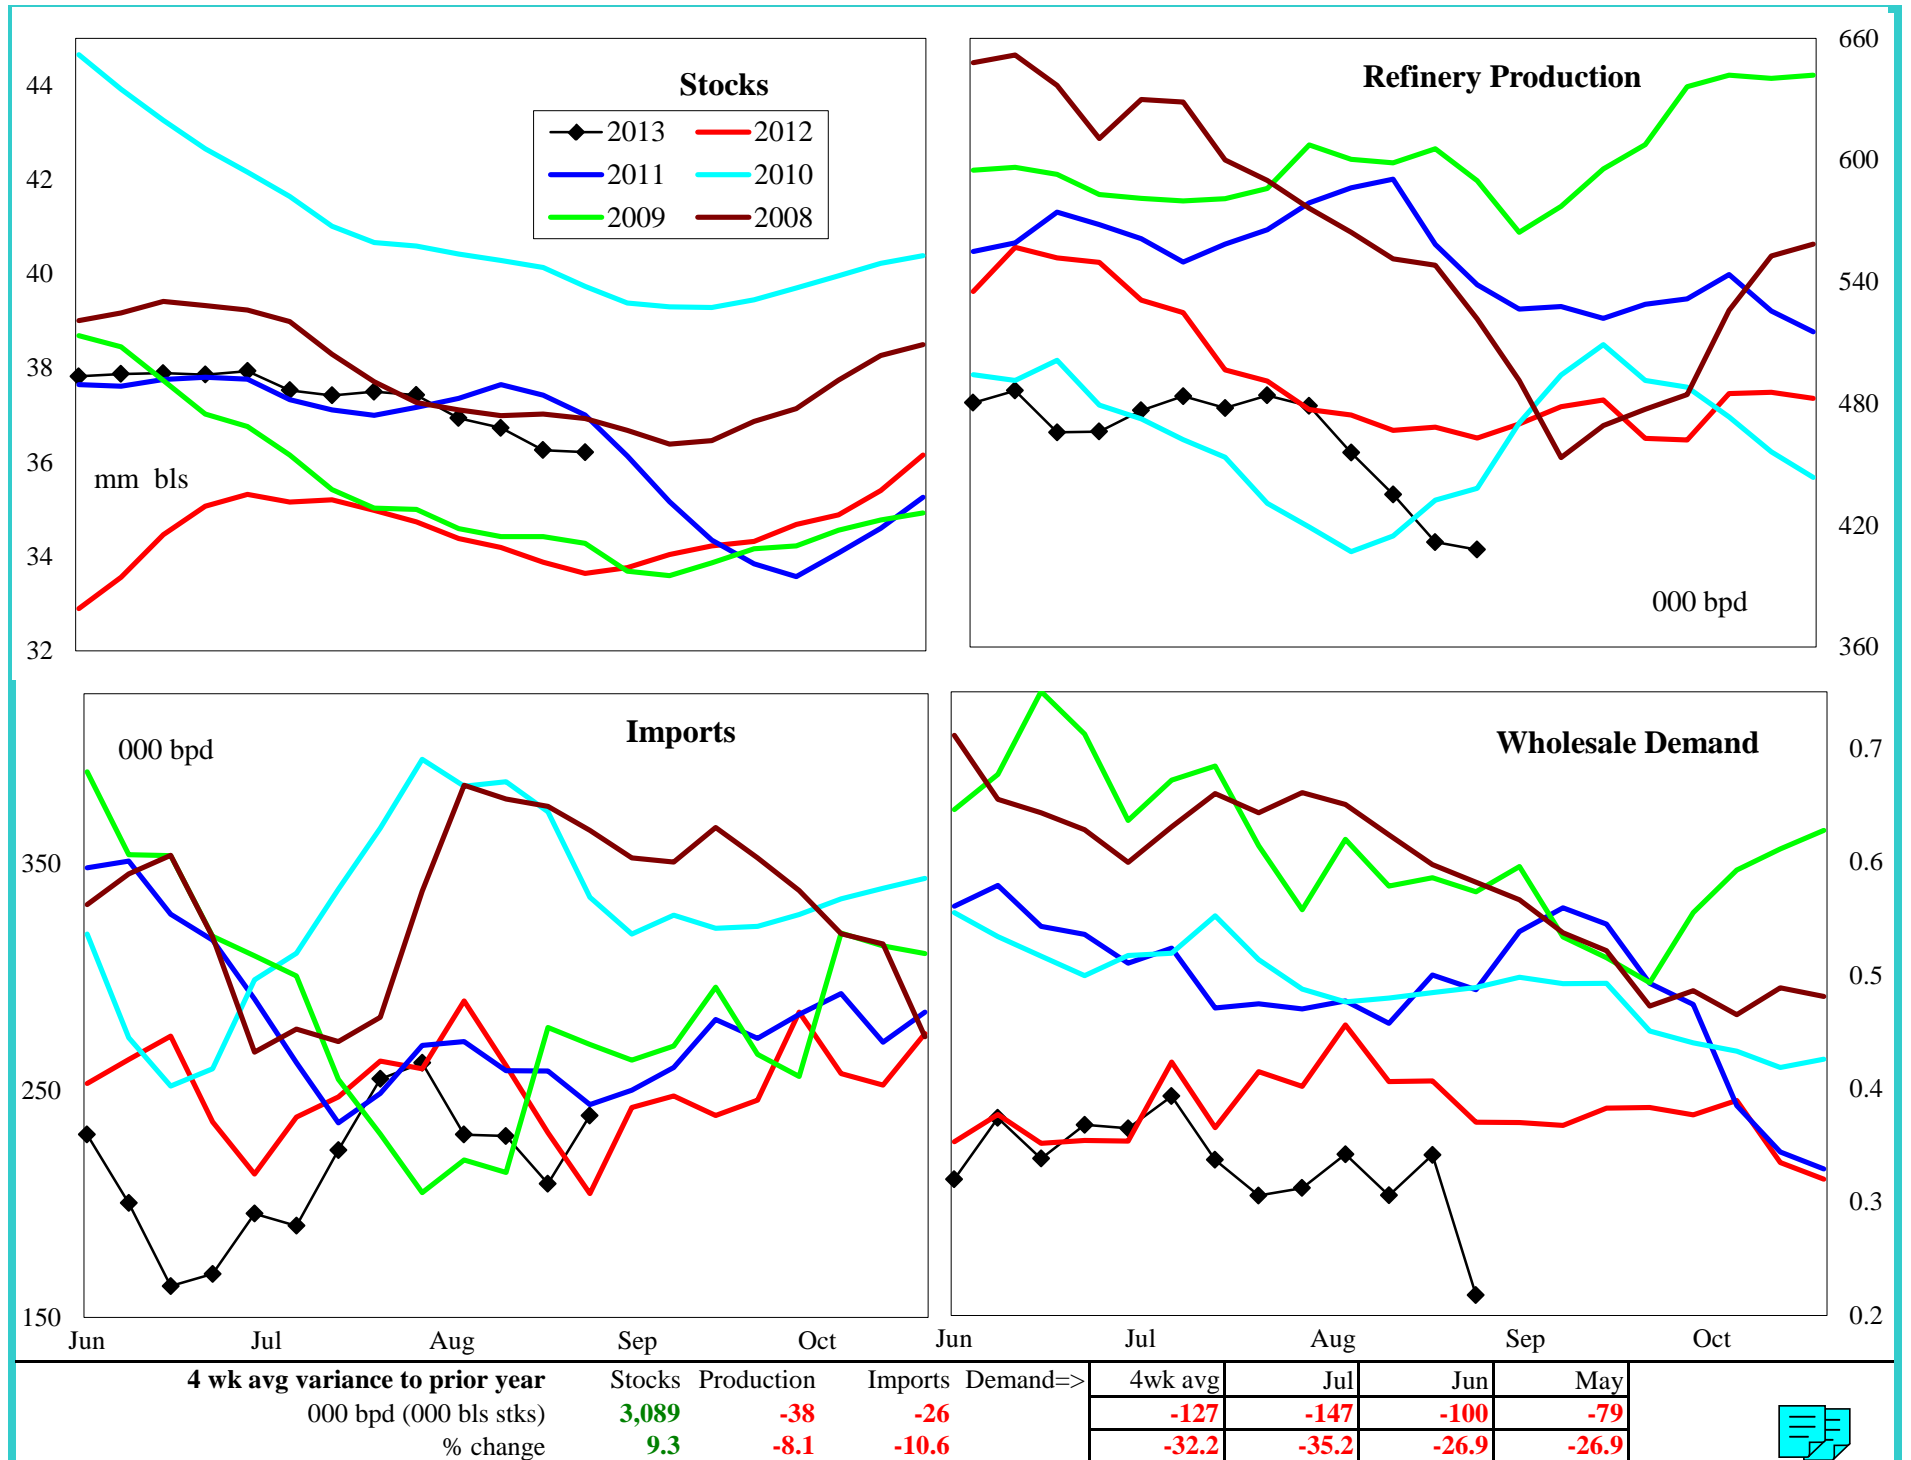 Stocks
2013 2012
2011 2010
2009 2008
mm bls
44
42
40
38
36
34
32
Refinery Production
000 bpd
660
600
540
480
420
360
Imports
000 bpd
350
250
150
Jun Jul Aug Sep Oct
Wholesale Demand
0.7
0.6
0.5
0.4
0.3
0.2
Jun Jul Aug Sep Oct
4 wk avg variance to prior year Stocks Production Imports Demand=> 4wk avg Jul Jun May
000 bpd (000 bls stks) 3,089 -38 -26 -127 -147 -100 -79
% change 9.3 -8.1 -10.6 -32.2 -35.2 -26.9 -26.9